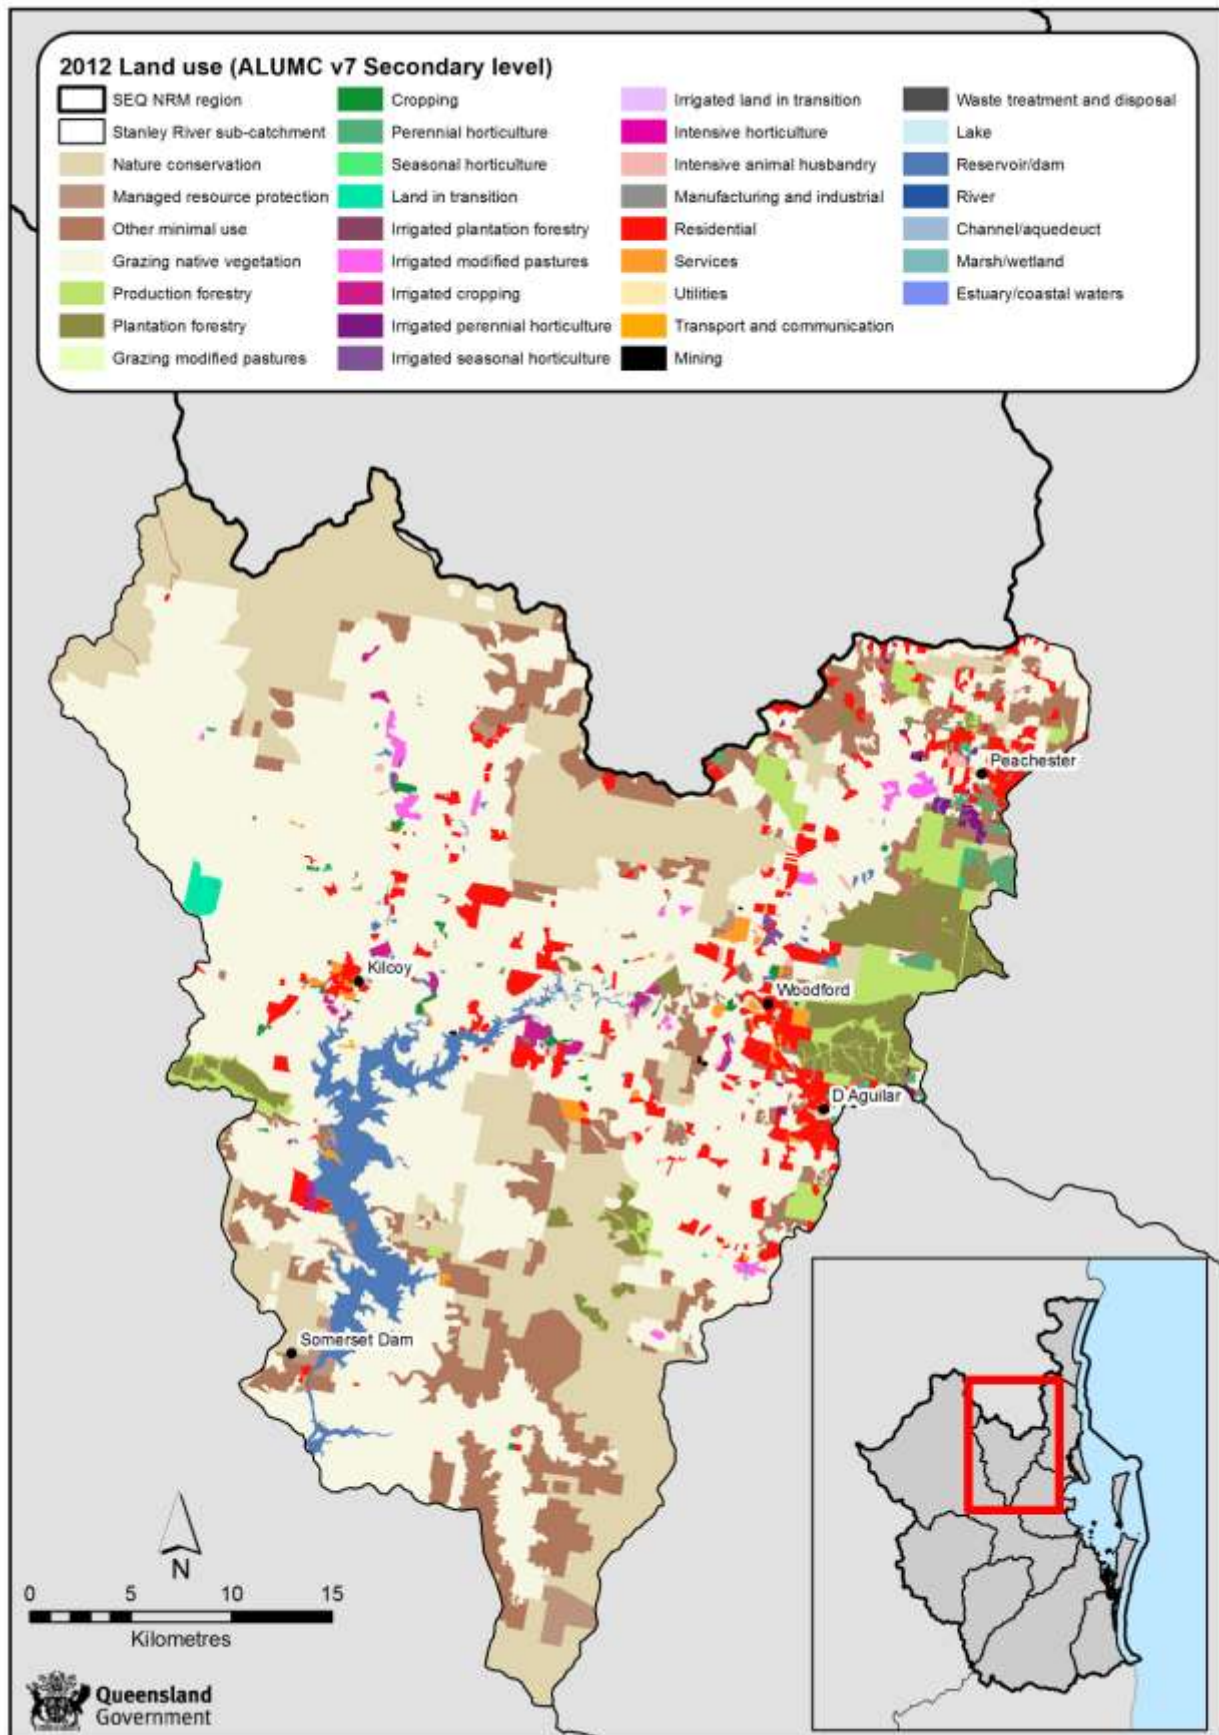 2012 Land use (ALUMC v7 Secondary level)
SEQ NRM region
Stanley River sub-catchment
Nature conservation
Managed resource protection
Other minimal use
Grazing native vegetation
Production forestry
Plantation forestry
Grazing modified pastures
Cropping
Perennial horticulture
Seasonal horticulture
Land in transition
Irrigated plantation forestry
Irrigated modified pastures
Irrigated cropping
Irrigated perennial horticulture
Irrigated seasonal horticulture
Irrigated land in transition
Intensive horticulture
Intensive animal husbandry
Manufacturing and industrial
Residential
Services
Utilities
Transport and communication
Mining
Waste treatment and disposal
Lake
Reservoir/dam
River
Channel/aquedeuct
Marsh/wetland
Estuary/coastal waters
Peachester
Kilcoy
Woodford
D Aguilar
Somerset Dam
N
0 5 10 15
Kilometres
Queensland
Government